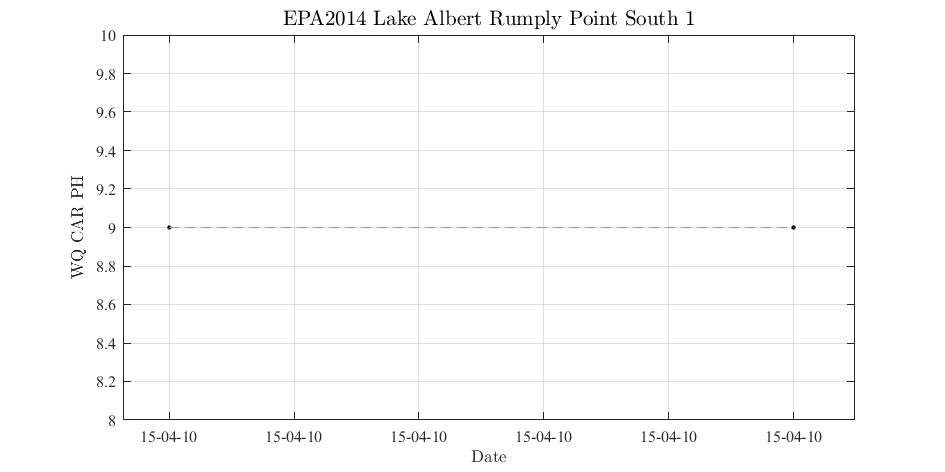 EPA2014 Lake Albert Rumply Point South 1
10
9.8
9.6
9.4
9.2
9
8.8
8.6
8.4
8.2
8
WQ CAR PH
15-04-10 15-04-10 15-04-10 15-04-10 15-04-10 15-04-10
Date